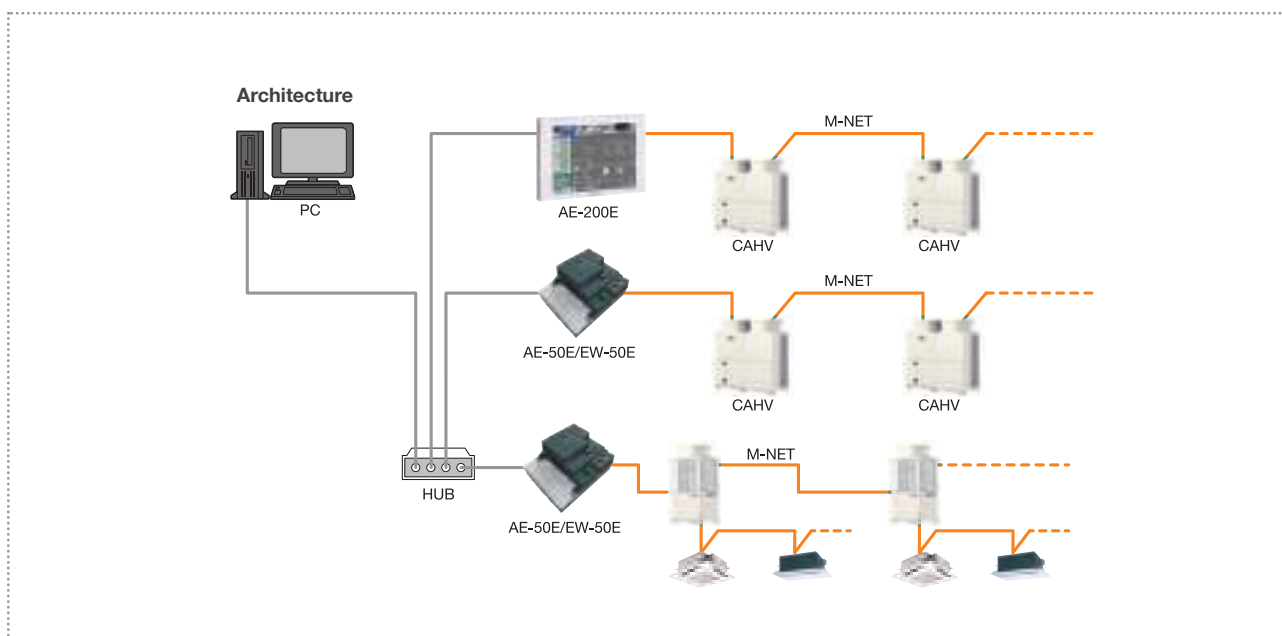 Architecture
PC
AE-200E
M-NET
CAHV
CAHV
AE-50E/EW-50E
M-NET
CAHV
CAHV
HUB
AE-50E/EW-50E
M-NET